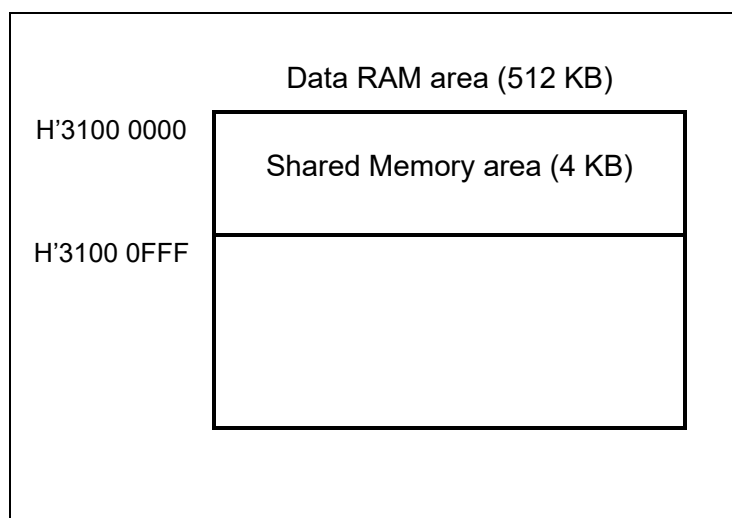 Data RAM area (512 KB)
H’3100 0000
Shared Memory area (4 KB)
H’3100 0FFF